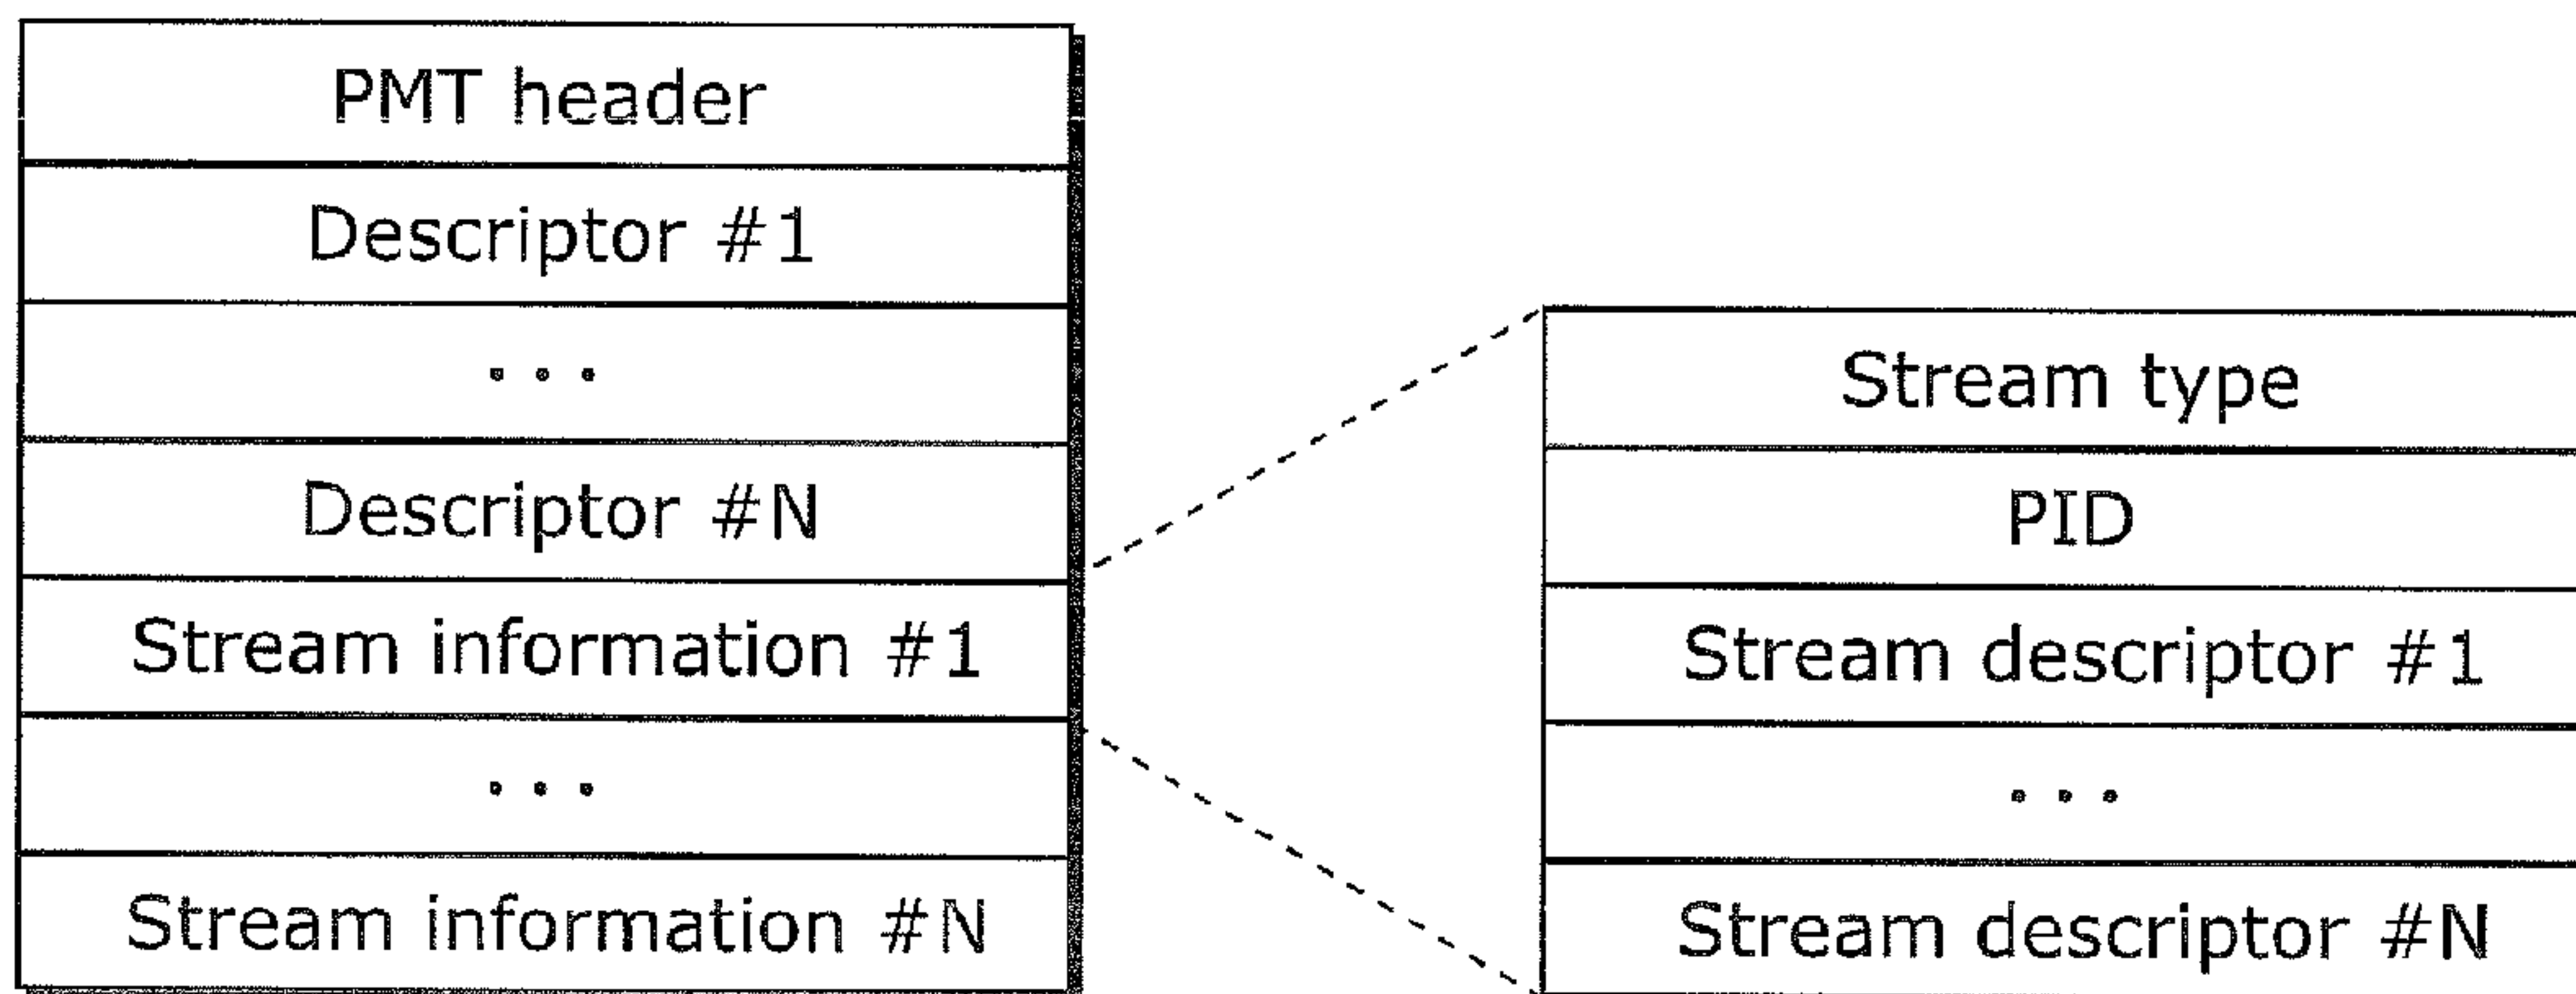 PMT header
Descriptor #1
...
Descriptor #N
Stream information #1
...
Stream information #N
Stream type
PID
Stream descriptor #1
...
Stream descriptor #N